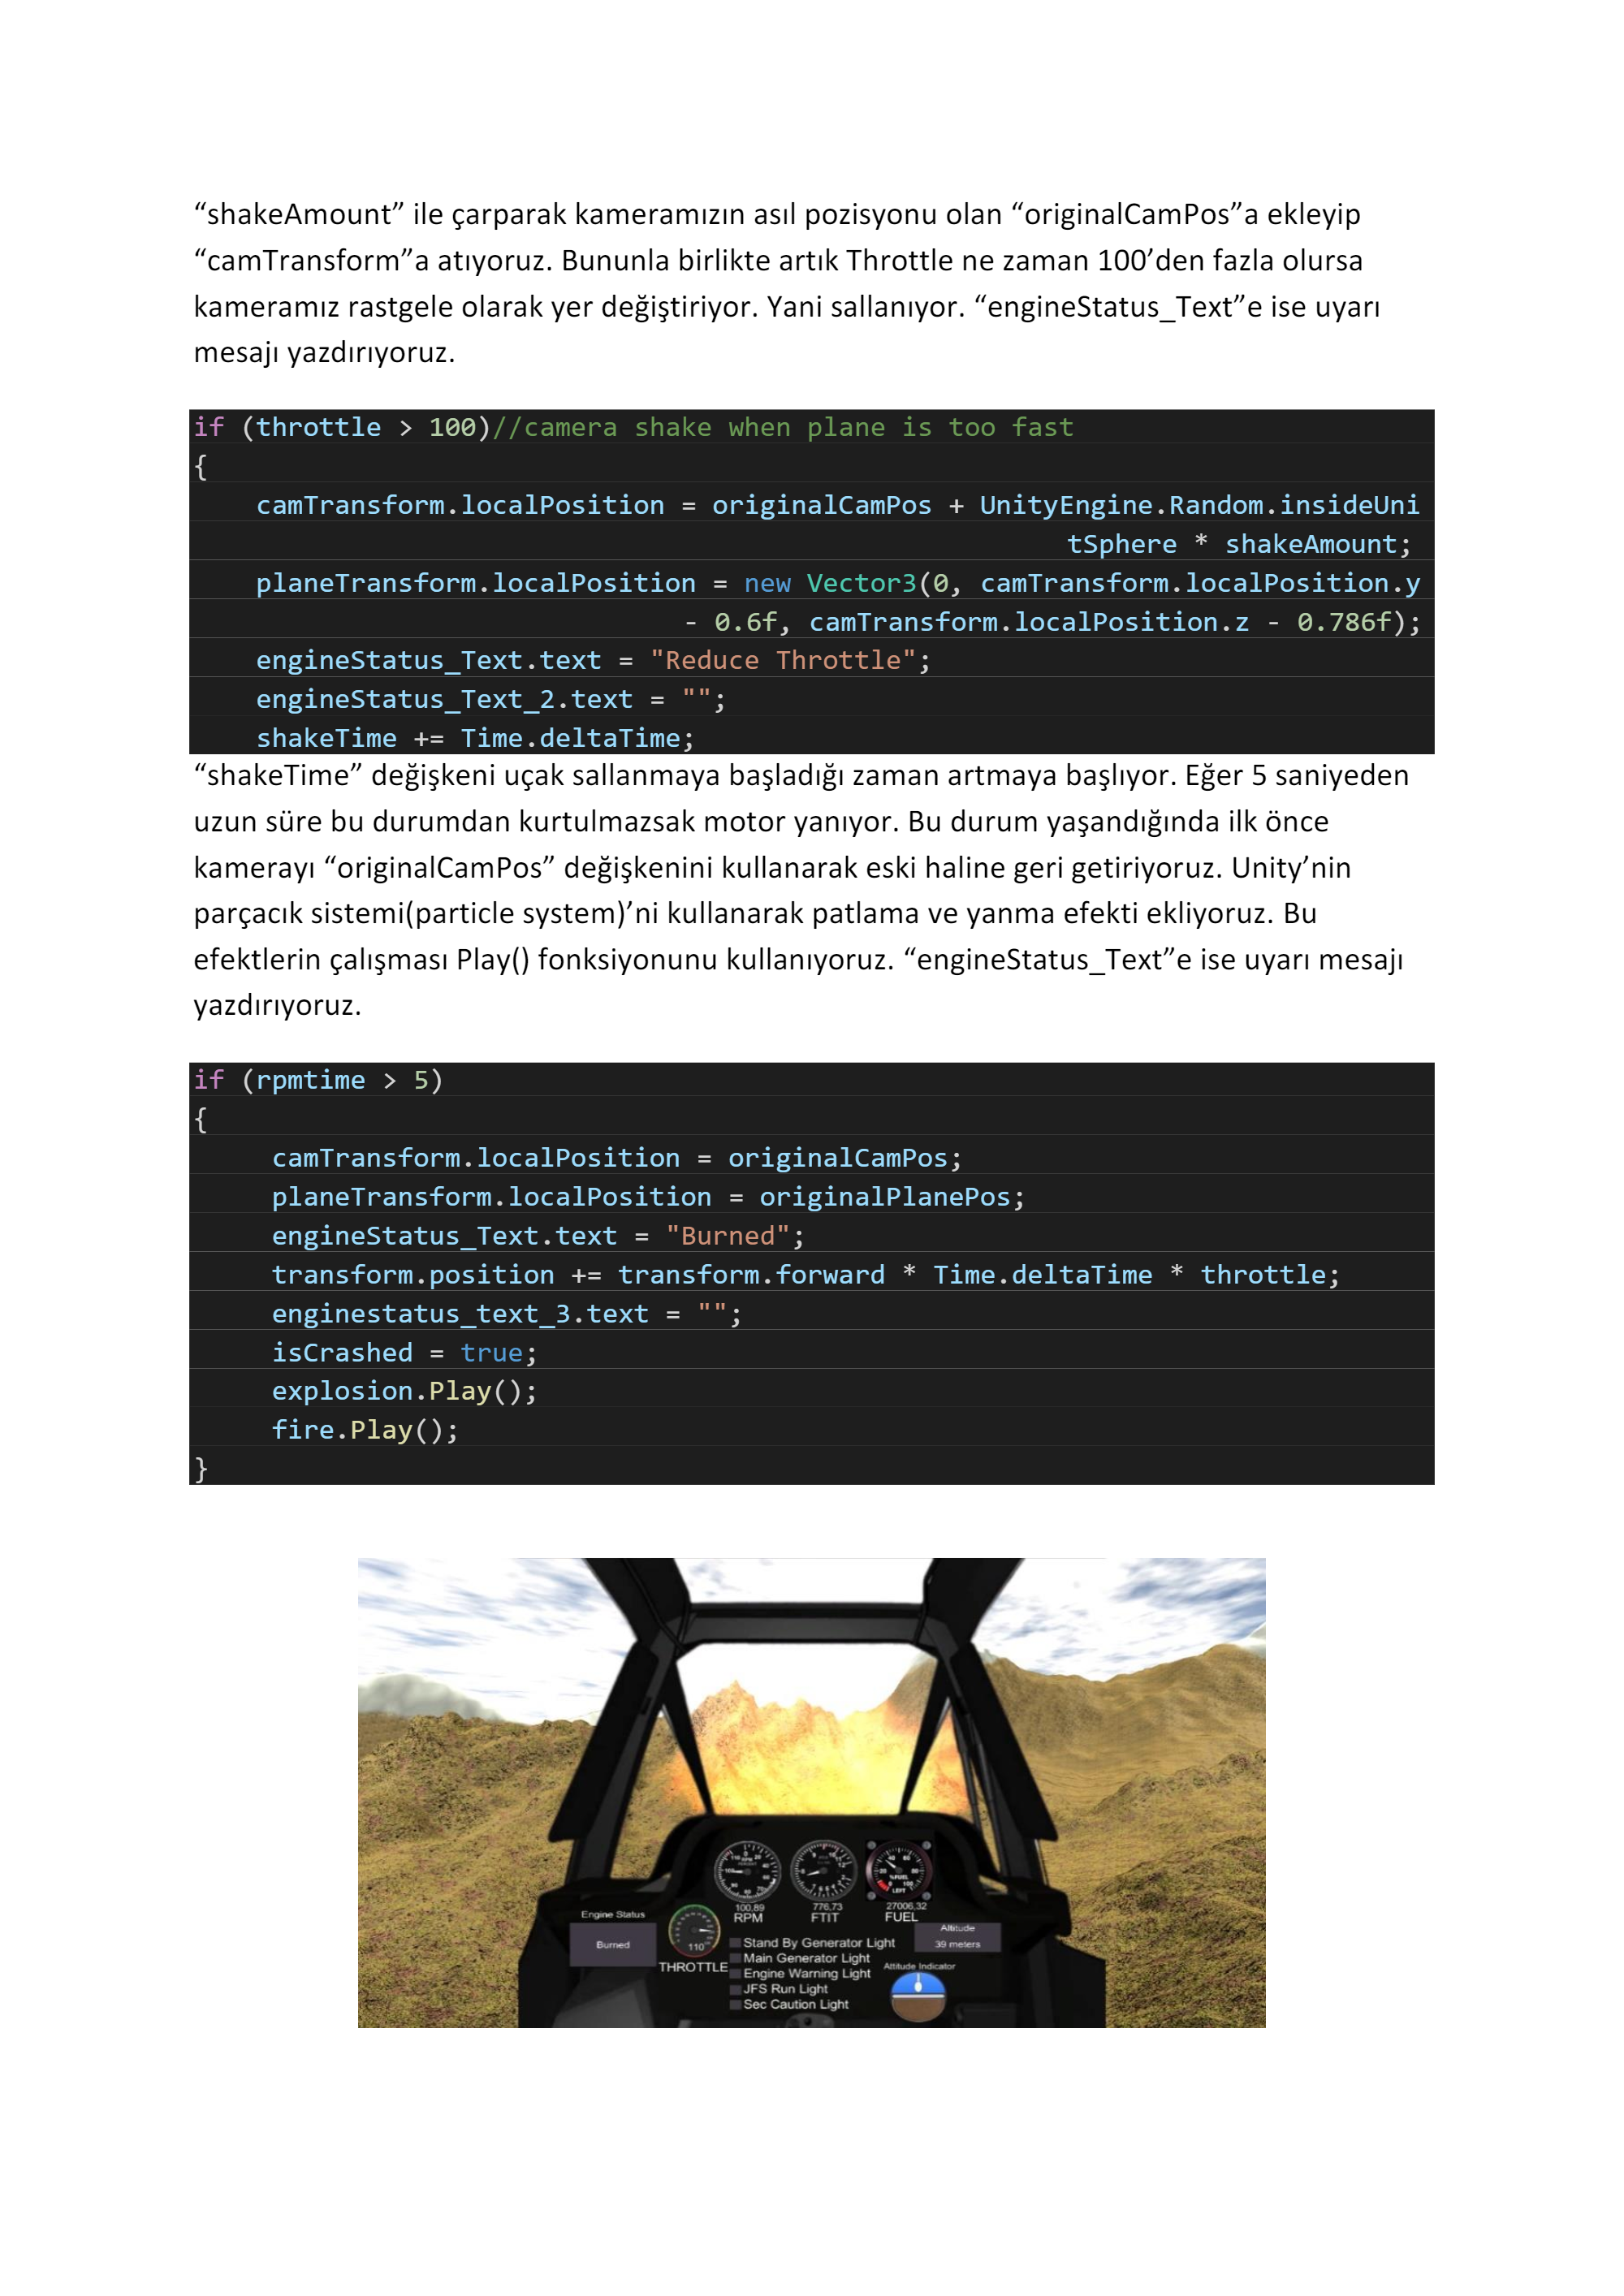 “shakeAmount” ile çarparak kameramızın asıl pozisyonu olan “originalCamPos”a ekleyip
“camTransform”a atıyoruz. Bununla birlikte artık Throttle ne zaman 100’den fazla olursa
kameramız rastgele olarak yer değiştiriyor. Yani sallanıyor. “engineStatus_Text”e ise uyarı
mesajı yazdırıyoruz.
if (throttle > 100)//camera shake when plane is too fast
{
camTransform.localPosition = originalCamPos + UnityEngine.Random.insideUni
tSphere * shakeAmount;
planeTransform.localPosition = new Vector3(0, camTransform.localPosition.y
- 0.6f, camTransform.localPosition.z - 0.786f);
engineStatus_Text.text = "Reduce Throttle";
engineStatus_Text_2.text = "";
shakeTime += Time.deltaTime;
“shakeTime” değişkeni uçak sallanmaya başladığı zaman artmaya başlıyor. Eğer 5 saniyeden
uzun süre bu durumdan kurtulmazsak motor yanıyor. Bu durum yaşandığında ilk önce
kamerayı “originalCamPos” değişkenini kullanarak eski haline geri getiriyoruz. Unity’nin
parçacık sistemi(particle system)’ni kullanarak patlama ve yanma efekti ekliyoruz. Bu
efektlerin çalışması Play() fonksiyonunu kullanıyoruz. “engineStatus_Text”e ise uyarı mesajı
yazdırıyoruz.
if (rpmtime > 5)
{
camTransform.localPosition = originalCamPos;
planeTransform.localPosition = originalPlanePos;
engineStatus_Text.text = "Burned";
transform.position += transform.forward * Time.deltaTime * throttle;
enginestatus_text_3.text = "";
isCrashed = true;
explosion.Play();
fire.Play();
}
100,89 776,73 27006,32
RPM FTIT FUEL
Engine Status
Burned
110
THROTTLE
Stand By Generator Light
Main Generator Light
Engine Warning Light
JFS Run Light
Sec Caution Light
Altitude
39 meters
Attitude Indicator